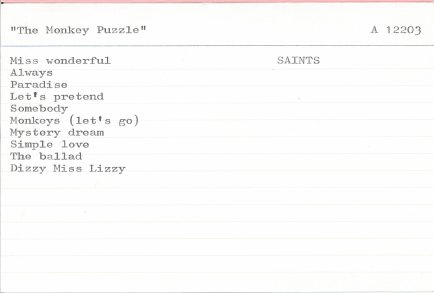 "The Monkey Puzzle" A 12203
Miss wonderful SAINTS
Always
Paradise
Let's pretend
Somebody
Monkeys (let's go)
Mystery dream
Simple love
The ballad
Dizzy Miss Lizzy